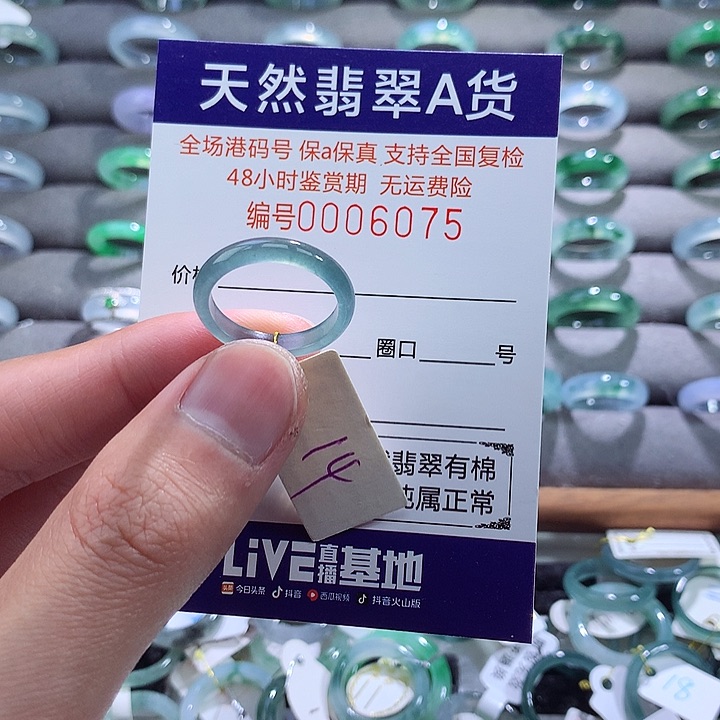 天然翡翠A货
全场港码号 保a保真 支持全国复检
48小时鉴赏期 无运费险
编号0006075
价
圈口 号
翡翠有棉
纯属正常
LiVE直播基地
头条 今日头条 抖音 西瓜视频 抖音火山版
18